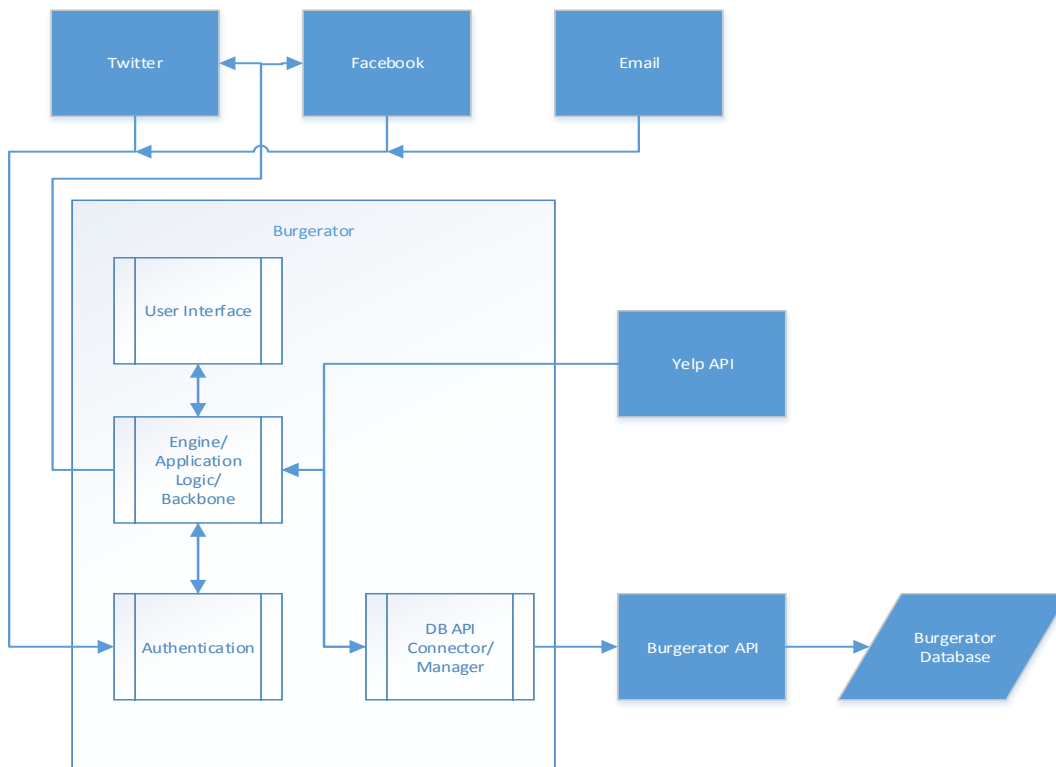 Twitter
Facebook
Email
Burgerator
User Interface
Yelp API
Engine/
Application
Logic/
Backbone
Authentication
DB API
Connector/
Manager
Burgerator API
Burgerator
Database